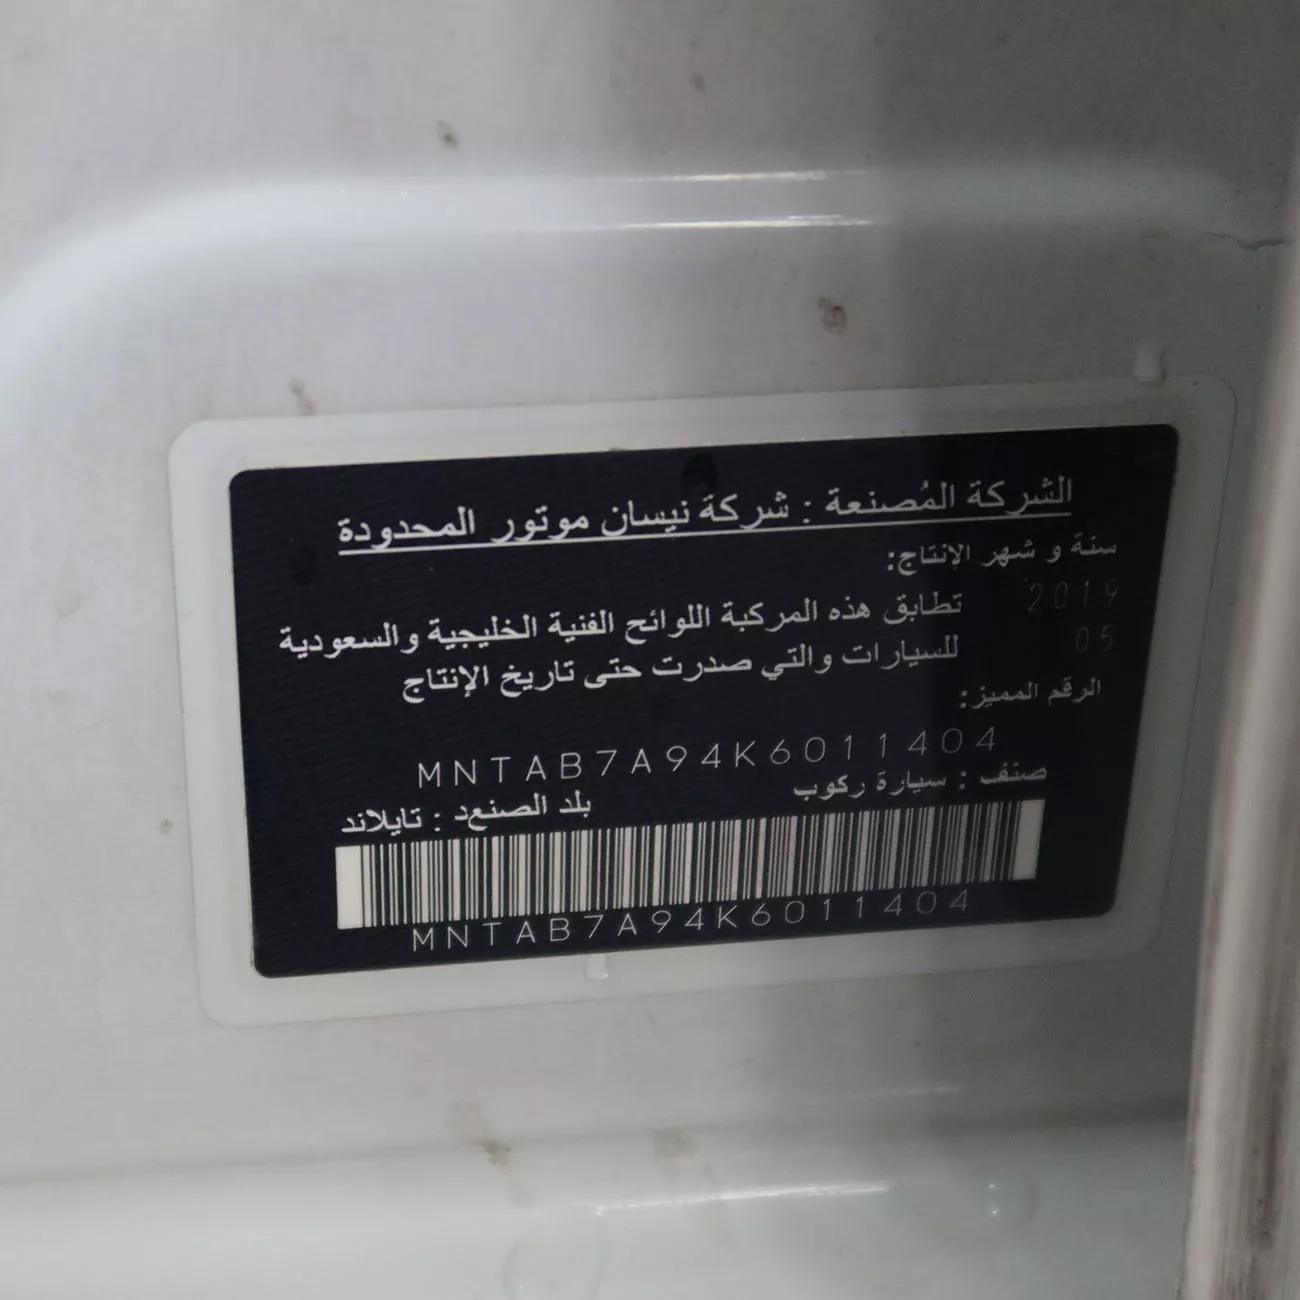 الشركة المُصنعة : شركة نيسان موتور المحدودة
سنة و شهر الإنتاج:
2019
05
تطابق هذه المركبة اللوائح الفنية الخليجية والسعودية
للسيارات والتي صدرت حتى تاريخ الإنتاج
الرقم المميز:
MNTAB7A94K6011404
صنف : سيارة ركوب
بلد الصنعد : تايلاند
MNTAB7A94K6011404